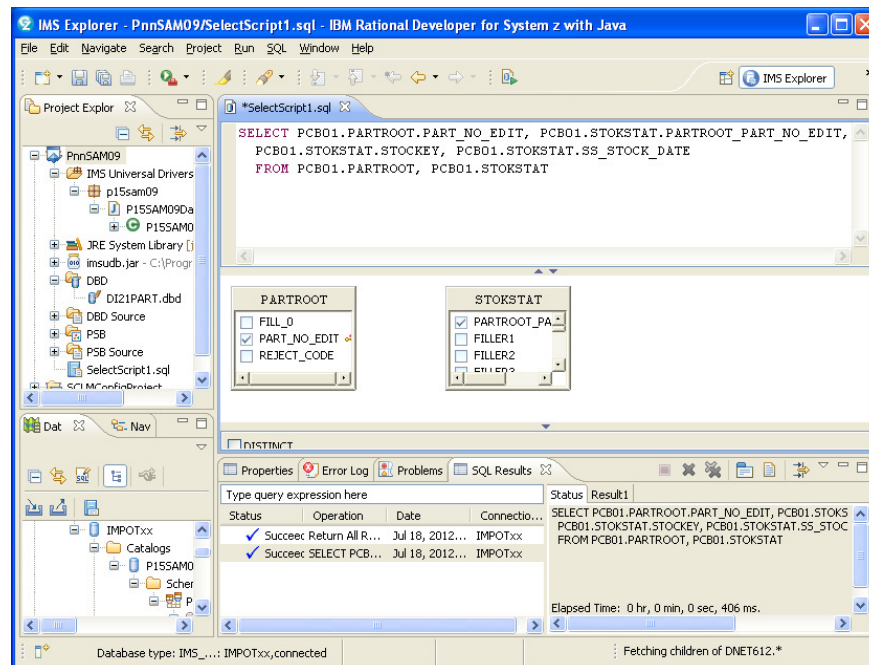 IMS Explorer - PnnSAM09/SelectScript1.sql - IBM Rational Developer for System z with Java
File Edit Navigate Search Project Run SQL Window Help
IMS Explorer
Project Explor
PnnSAM09
IMS Universal Drivers
p15sam09
P15SAM09Da
P15SAM0
JRE System Library [j
imsudb.jar - C:\Progr
DBD
DI21PART.dbd
DBD Source
PSB
PSB Source
SelectScript1.sql
SCLMConfigProject
*SelectScript1.sql
SELECT PCB01.PARTROOT.PART_NO_EDIT, PCB01.STOKSTAT.PARTROOT_PART_NO_EDIT,
PCB01.STOKSTAT.STOCKEY, PCB01.STOKSTAT.SS_STOCK_DATE
FROM PCB01.PARTROOT, PCB01.STOKSTAT
PARTROOT
FILL_0
PART_NO_EDIT
REJECT_CODE
STOKSTAT
PARTROOT_PA
FILLER1
FILLER2
FILLER3
DISTINCT
Dat Nav
IMPOTxx
Catalogs
P15SAM0
Scher
P
Properties Error Log Problems SQL Results
Type query expression here
Status Operation Date Connectio...
Succeec Return All R... Jul 18, 2012... IMPOTxx
Succeec SELECT PCB... Jul 18, 2012... IMPOTxx
Status Result1
SELECT PCB01.PARTROOT.PART_NO_EDIT, PCB01.STOKS
PCB01.STOKSTAT.STOCKEY, PCB01.STOKSTAT.SS_STOC
FROM PCB01.PARTROOT, PCB01.STOKSTAT
Elapsed Time: 0 hr, 0 min, 0 sec, 406 ms.
Database type: IMS_...: IMPOTxx,connected
Fetching children of DNET612.*